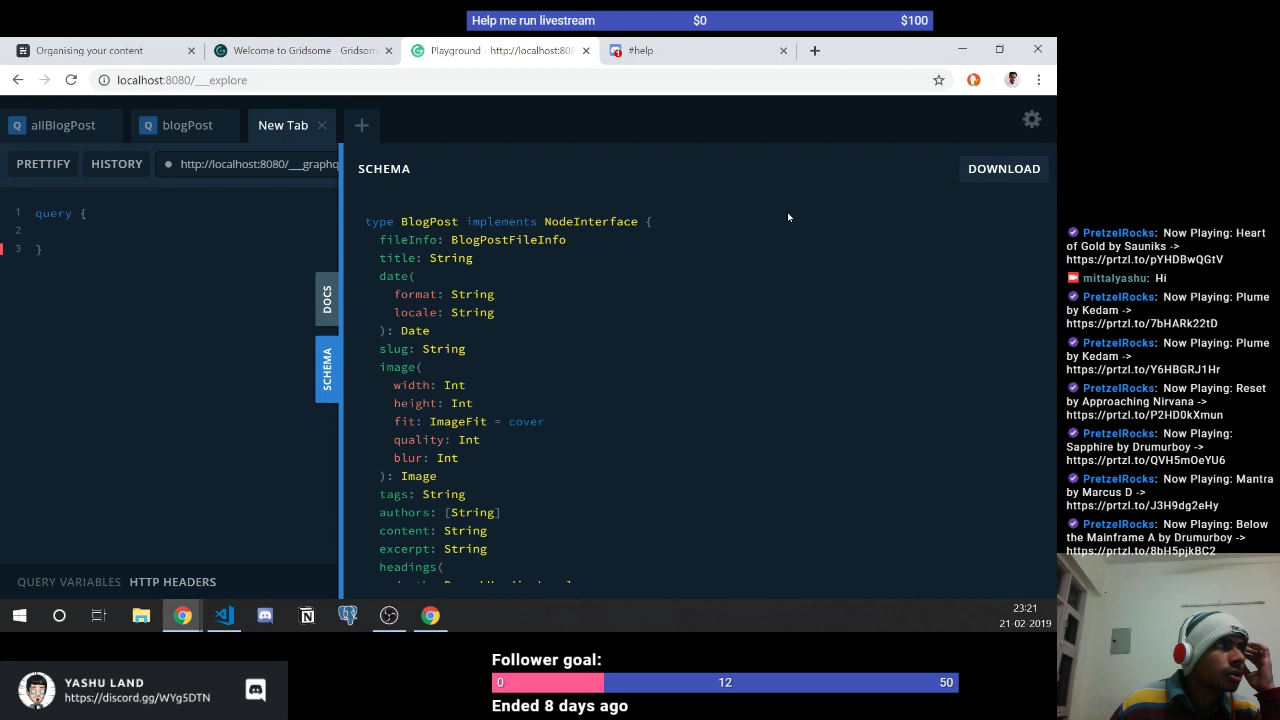 Help me run livestream $0 $100
Organising your content
Welcome to Gridsome - Gridsom
Playground - http://localhost:808
#help
localhost:8080/___explore
Q allBlogPost
Q blogPost
New Tab
PRETTIFY
HISTORY
http://localhost:8080/___graphq
1 query {
2
3 }
DOCS
SCHEMA
SCHEMA
DOWNLOAD
type BlogPost implements NodeInterface {
fileInfo: BlogPostFileInfo
title: String
date(
format: String
locale: String
): Date
slug: String
image(
width: Int
height: Int
fit: ImageFit = cover
quality: Int
blur: Int
): Image
tags: String
authors: [String]
content: String
excerpt: String
headings(
QUERY VARIABLES HTTP HEADERS
23:21
21-02-2019
PretzelRocks: Now Playing: Heart
of Gold by Sauniks ->
https://prtzl.to/pYHDBwQGtV
mittalyashu: Hi
PretzelRocks: Now Playing: Plume
by Kedam ->
https://prtzl.to/7bHARk22tD
PretzelRocks: Now Playing: Plume
by Kedam ->
https://prtzl.to/Y6HBGRJ1Hr
PretzelRocks: Now Playing: Reset
by Approaching Nirvana ->
https://prtzl.to/P2HD0kXmun
PretzelRocks: Now Playing:
Sapphire by Drumurboy ->
https://prtzl.to/QVH5mOeYU6
PretzelRocks: Now Playing: Mantra
by Marcus D ->
https://prtzl.to/J3H9dg2eHy
PretzelRocks: Now Playing: Below
the Mainframe A by Drumurboy ->
https://prtzl.to/8bH5pjkBC2
YASHU LAND
https://discord.gg/WYg5DTN
Follower goal:
0 12 50
Ended 8 days ago